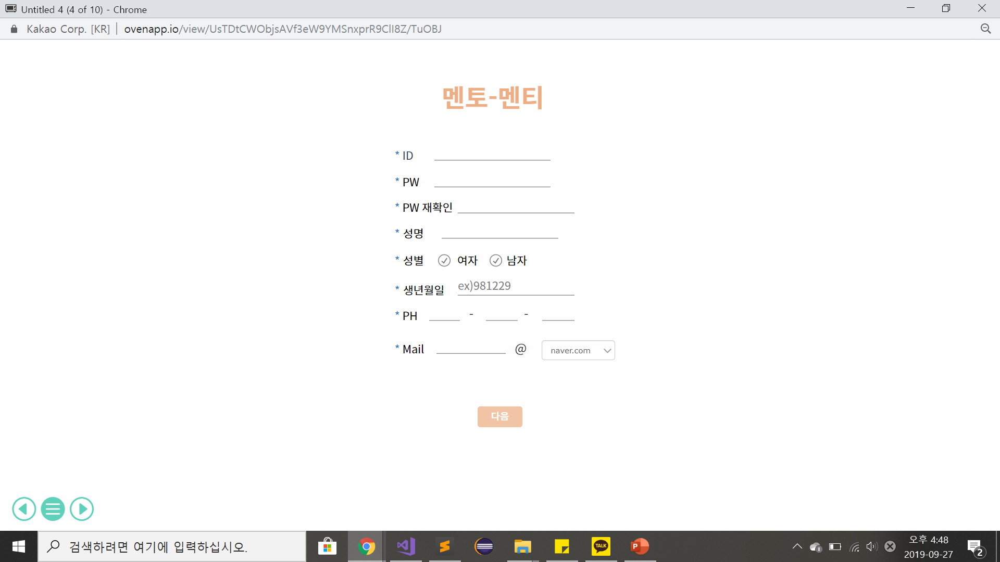 Untitled 4 (4 of 10) - Chrome
Kakao Corp. [KR] | ovenapp.io/view/UsTDtCWObjsAVf3eW9YMSnxprR9ClI8Z/TuOBJ
멘토-멘티
* ID
* PW
* PW 재확인
* 성명
* 성별 여자 남자
* 생년월일 ex)981229
* PH - -
* Mail @ naver.com
다음
검색하려면 여기에 입력하십시오.
TALK
P
오후 4:48
2019-09-27
2